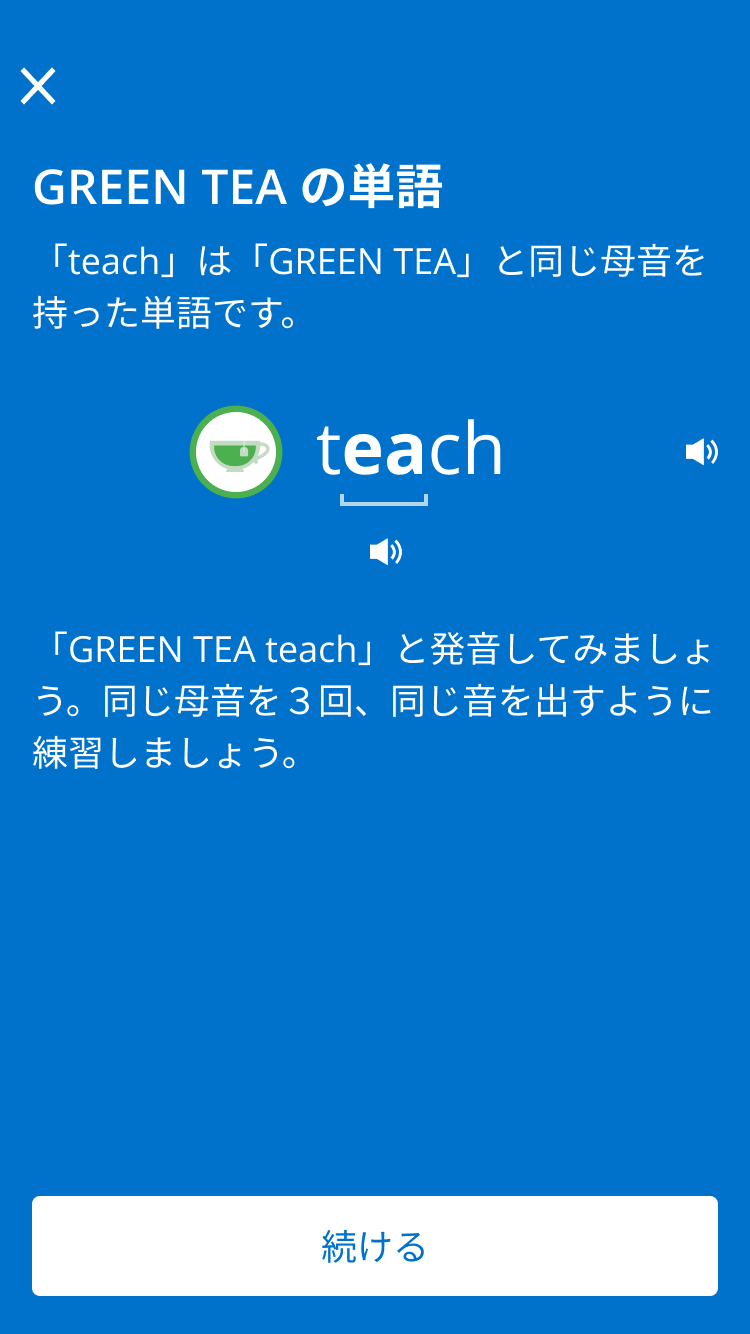 GREEN TEA の単語
「teach」は「GREEN TEA」と同じ母音を
持った単語です。
teach
「GREEN TEA teach」と発音してみましょ
う。同じ母音を３回、同じ音を出すように
練習しましょう。
続ける